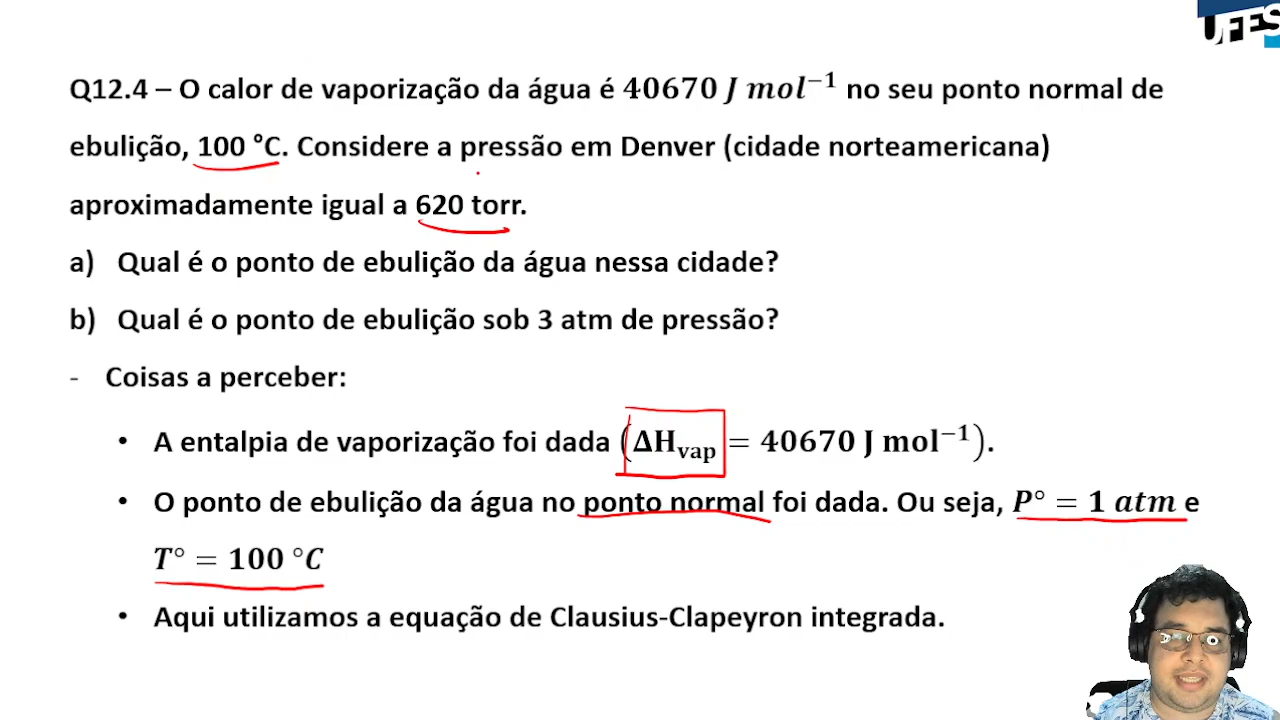 UFES
Q12.4 – O calor de vaporização da água é 40670 J mol⁻¹ no seu ponto normal de
ebulição, 100 °C. Considere a pressão em Denver (cidade norteamericana)
aproximadamente igual a 620 torr.
a) Qual é o ponto de ebulição da água nessa cidade?
b) Qual é o ponto de ebulição sob 3 atm de pressão?
- Coisas a perceber:
• A entalpia de vaporização foi dada (ΔHvap = 40670 J mol⁻¹).
• O ponto de ebulição da água no ponto normal foi dada. Ou seja, P° = 1 atm e
T° = 100 °C
• Aqui utilizamos a equação de Clausius-Clapeyron integrada.